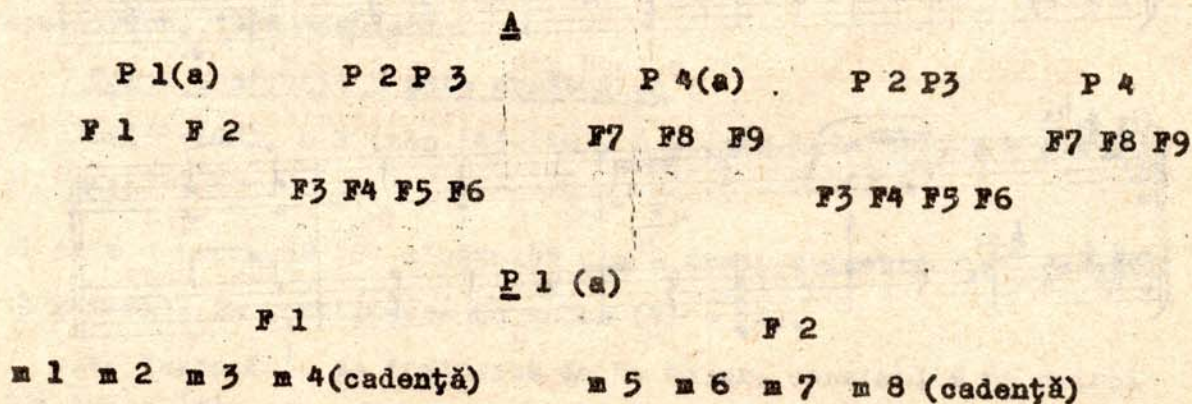 A
P 1(a) P 2 P 3 P 4(a) . P 2 P3 P 4
F 1 F 2 F7 F8 F9 F7 F8 F9
F3 F4 F5 F6 F3 F4 F5 F6
P 1 (a)
F 1 F 2
m 1 m 2 m 3 m 4(cadenţă) m 5 m 6 m 7 m 8 (cadenţă)